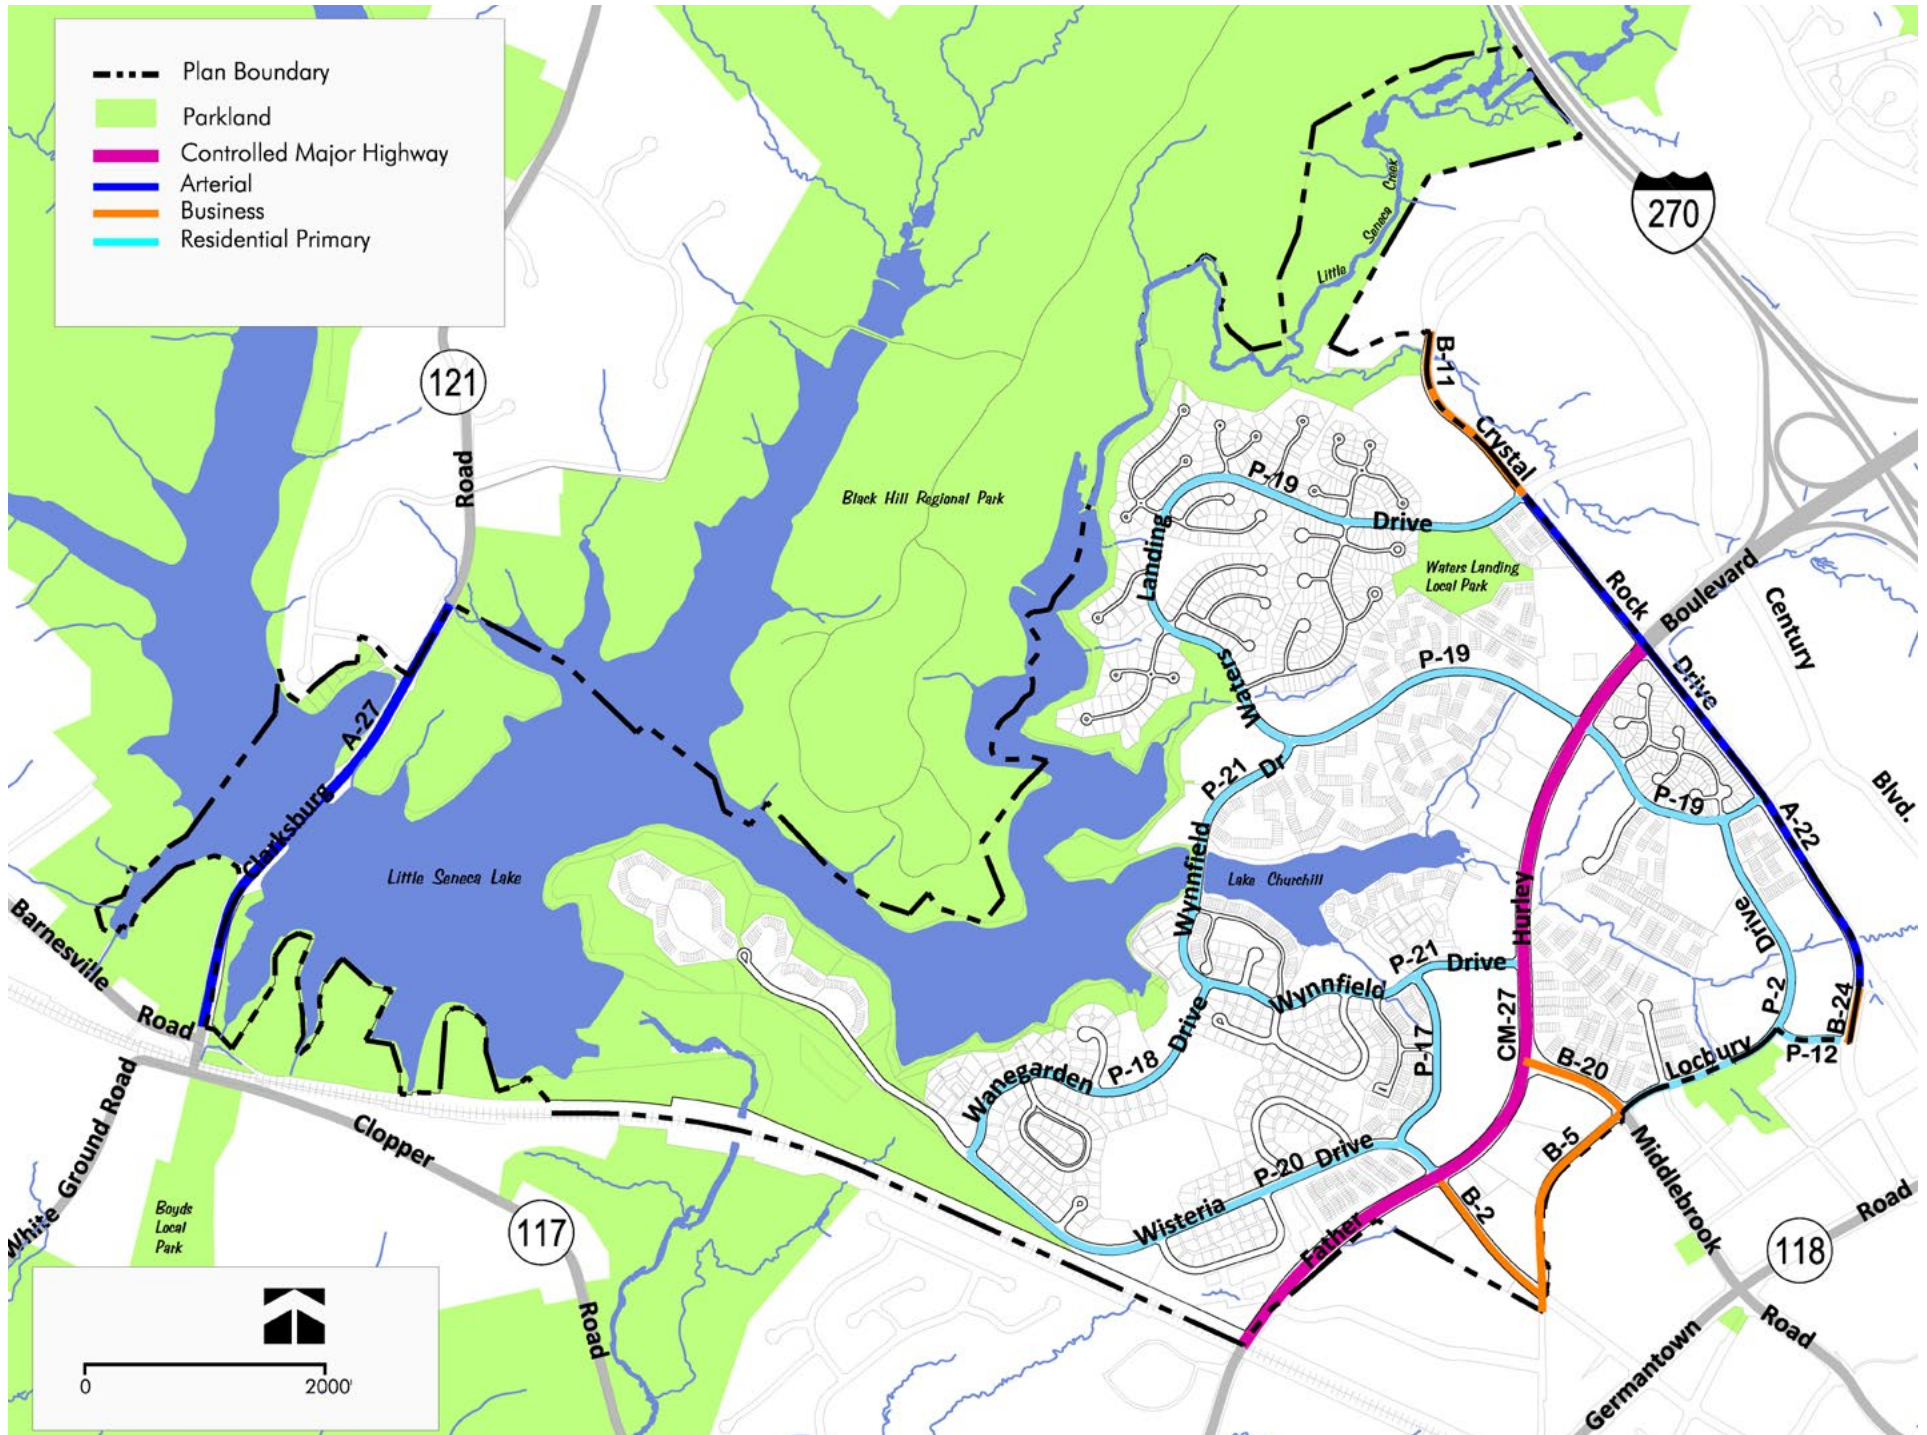 Plan Boundary
Parkland
Controlled Major Highway
Arterial
Business
Residential Primary
270
121
Road
Little
Seneca
Creek
B-11
Crystal
Rock
Drive
Boulevard
Century
Blvd.
Black Hill Regional Park
P-19
Drive
Landing
Waters
Waters Landing
Local Park
P-19
P-21
Dr
P-19
A-22
A-27
Clarksburg
Little Seneca Lake
Wynnfield
Lake Churchill
Hurley
Drive
P-2
B-24
P-12
Barnesville
Road
P-21
Drive
Wynnfield
Drive
P-18
Wanegarden
P-17
CM-27
B-20
Locbury
B-5
Middlebrook
Road
White Ground Road
Clopper
Road
117
Boyds
Local
Park
Wisteria
P-20
Drive
B-2
Father
118
Road
Germantown
0
2000'